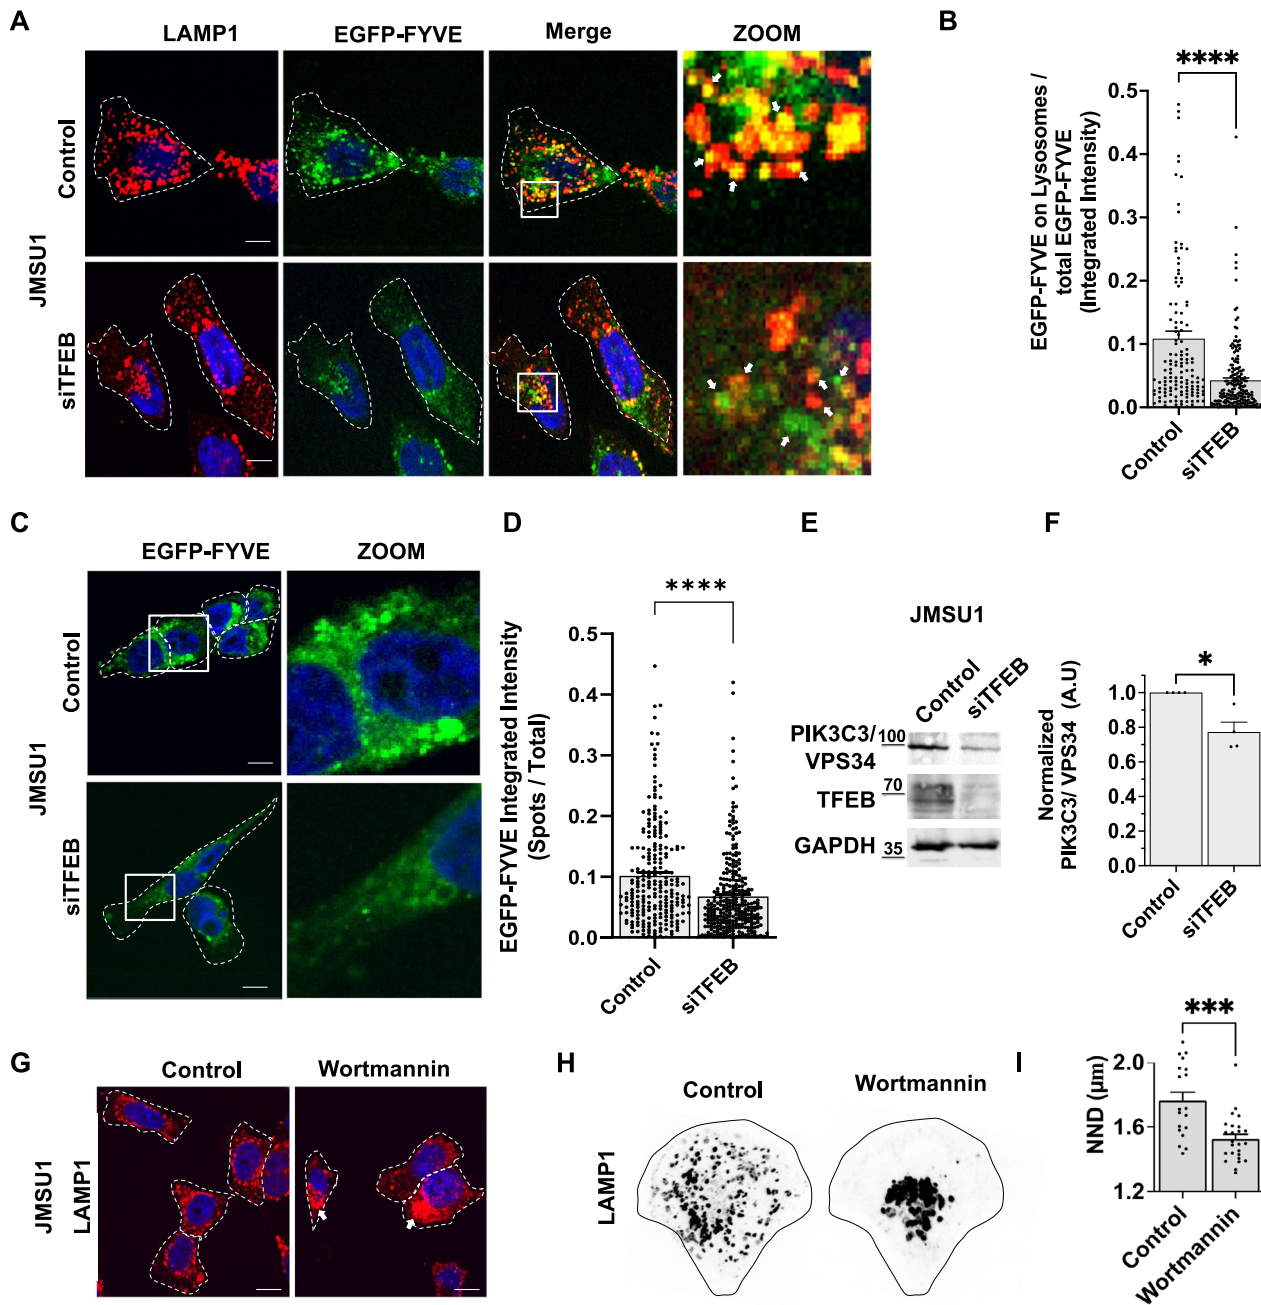 A
LAMP1
EGFP-FYVE
Merge
ZOOM
JMSU1
Control
siTFEB
B
EGFP-FYVE on Lysosomes /
total EGFP-FYVE
(Integrated Intensity)
****
0.5
0.4
0.3
0.2
0.1
0.0
Control
siTFEB
C
EGFP-FYVE
ZOOM
JMSU1
Control
siTFEB
D
EGFP-FYVE Integrated Intensity
(Spots / Total)
****
0.5
0.4
0.3
0.2
0.1
0.0
Control
siTFEB
E
JMSU1
Control
siTFEB
PIK3C3/
VPS34
100
TFEB
70
GAPDH
35
F
Normalized
PIK3C3/ VPS34 (A.U)
*
1.0
0.8
0.6
0.4
0.2
0.0
Control
siTFEB
G
Control
Wortmannin
JMSU1
LAMP1
H
Control
Wortmannin
LAMP1
I
NND (µm)
***
2.0
1.6
1.2
Control
Wortmannin